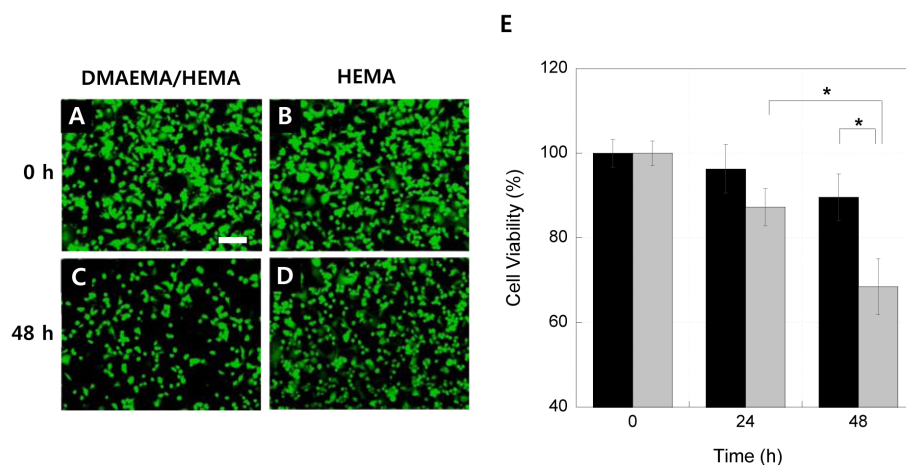 E
DMAEMA/HEMA HEMA
0 h
A B
48 h
C D
Cell Viability (%)
120
100
80
60
40
* *
0 24 48
Time (h)